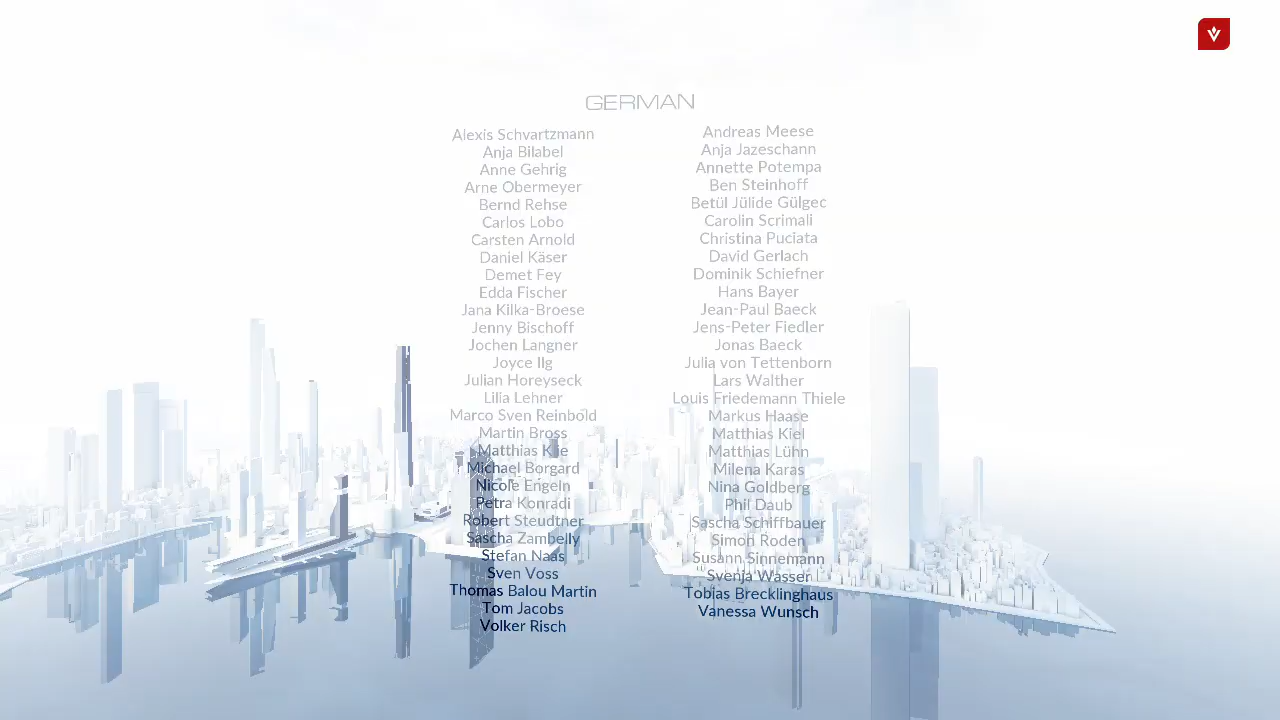 GERMAN
Alexis Schvartzmann
Anja Bilabel
Anne Gehrig
Arne Obermeyer
Bernd Rehse
Carlos Lobo
Carsten Arnold
Daniel Käser
Demet Fey
Edda Fischer
Jana Kilka-Broese
Jenny Bischoff
Jochen Langner
Joyce Ilg
Julian Horeyseck
Lilia Lehner
Marco Sven Reinbold
Martin Bross
Matthias Klie
Michael Borgard
Nicole Engeln
Petra Konradi
Robert Steudtner
Sascha Zambelly
Stefan Naas
Sven Voss
Thomas Balou Martin
Tom Jacobs
Volker Risch
Andreas Meese
Anja Jazeschann
Annette Potempa
Ben Steinhoff
Betül Jülide Gülgec
Carolin Scrimali
Christina Puciata
David Gerlach
Dominik Schiefner
Hans Bayer
Jean-Paul Baeck
Jens-Peter Fiedler
Jonas Baeck
Julia von Tettenborn
Lars Walther
Louis Friedemann Thiele
Markus Haase
Matthias Kiel
Matthias Lühn
Milena Karas
Nina Goldberg
Phil Daub
Sascha Schiffbauer
Simon Roden
Susann Sinnemann
Svenja Wasser
Tobias Brecklinghaus
Vanessa Wunsch